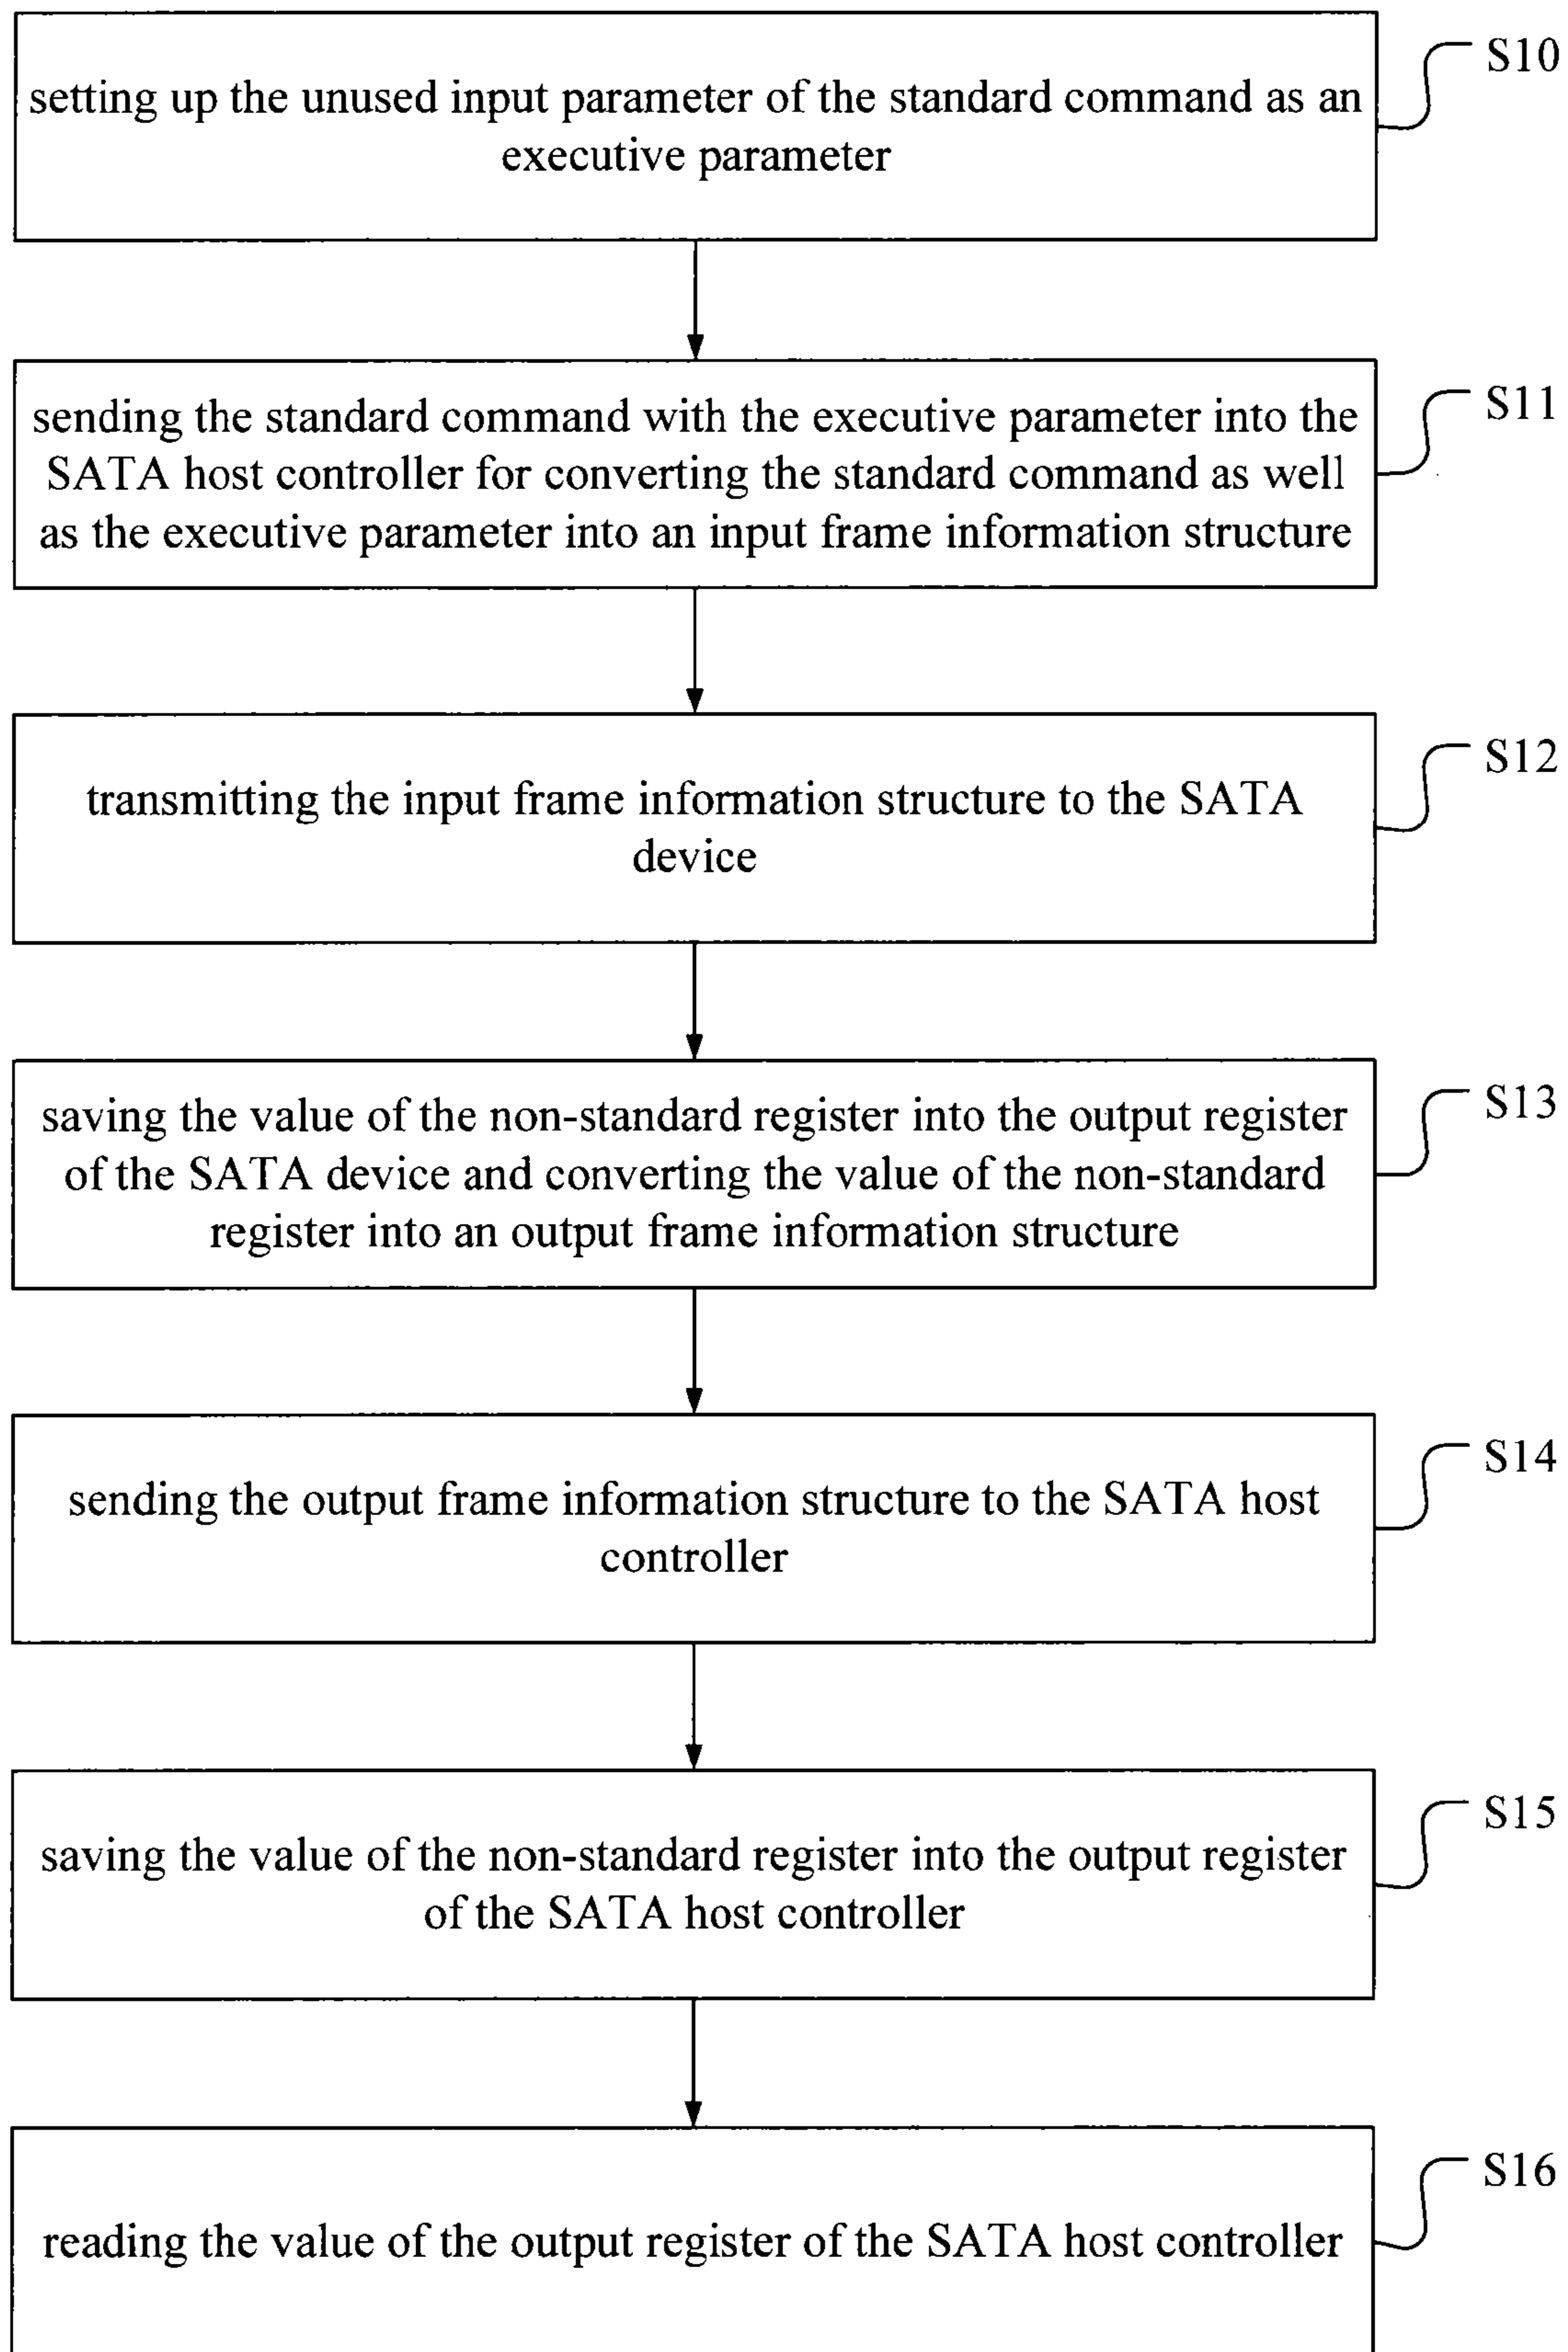 S10
setting up the unused input parameter of the standard command as an
executive parameter
S11
sending the standard command with the executive parameter into the
SATA host controller for converting the standard command as well
as the executive parameter into an input frame information structure
S12
transmitting the input frame information structure to the SATA
device
S13
saving the value of the non-standard register into the output register
of the SATA device and converting the value of the non-standard
register into an output frame information structure
S14
sending the output frame information structure to the SATA host
controller
S15
saving the value of the non-standard register into the output register
of the SATA host controller
S16
reading the value of the output register of the SATA host controller